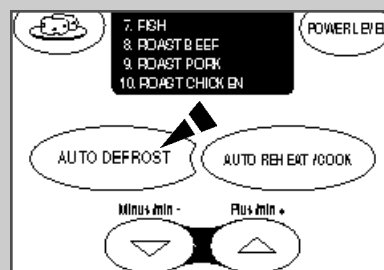 7. FISH
POWER LEVE
8. ROAST BEEF
9. ROAST PORK
10. ROAST CHICKEN
AUTO DEFROST
AUTO REHEAT/COOK
Minus/min -
Plus/min +